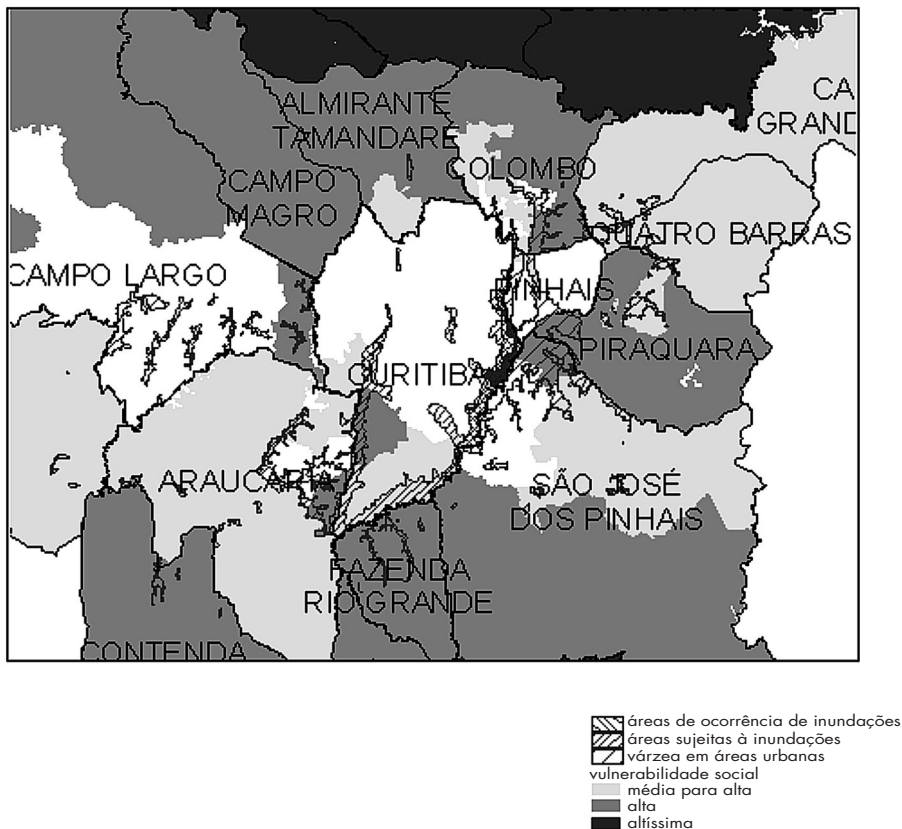 CA
GRAND
ALMIRANTE
TAMANDARE
COLOMBO
CAMPO
MAGRO
QUATRO BARRAS
CAMPO LARGO
PINHAIS
PIRAQUARA
CURITIBA
ARAUCARIA
SÃO JOSÉ
DOS PINHAIS
FAZENDA
RIO GRANDE
CONTENDA
áreas de ocorrência de inundações
áreas sujeitas à inundações
várzea em áreas urbanas
vulnerabilidade social
média para alta
alta
altíssima